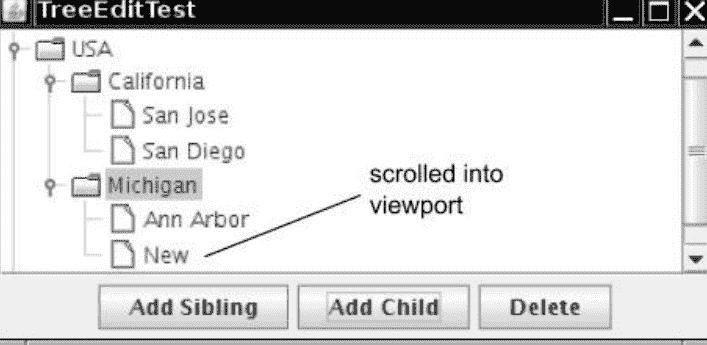 TreeEditTest
USA
California
San Jose
San Diego
Michigan
scrolled into
viewport
Ann Arbor
New
Add Sibling
Add Child
Delete